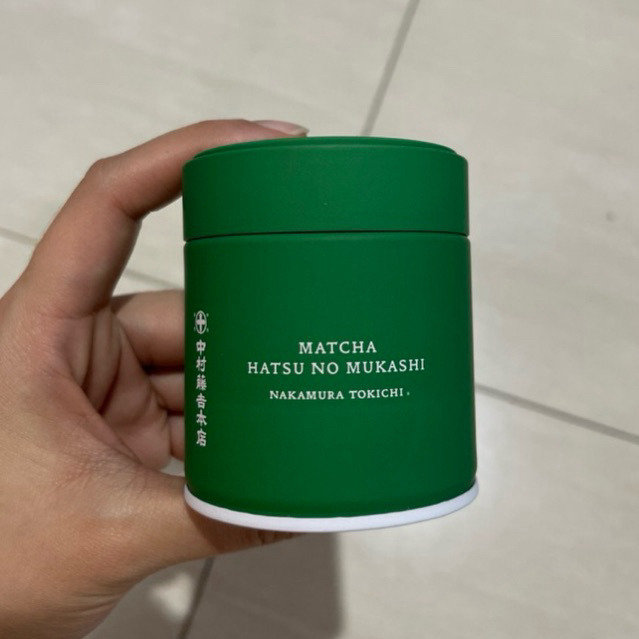 MATCHA
HATSU NO MUKASHI
NAKAMURA TOKICHI
中村藤吉本店